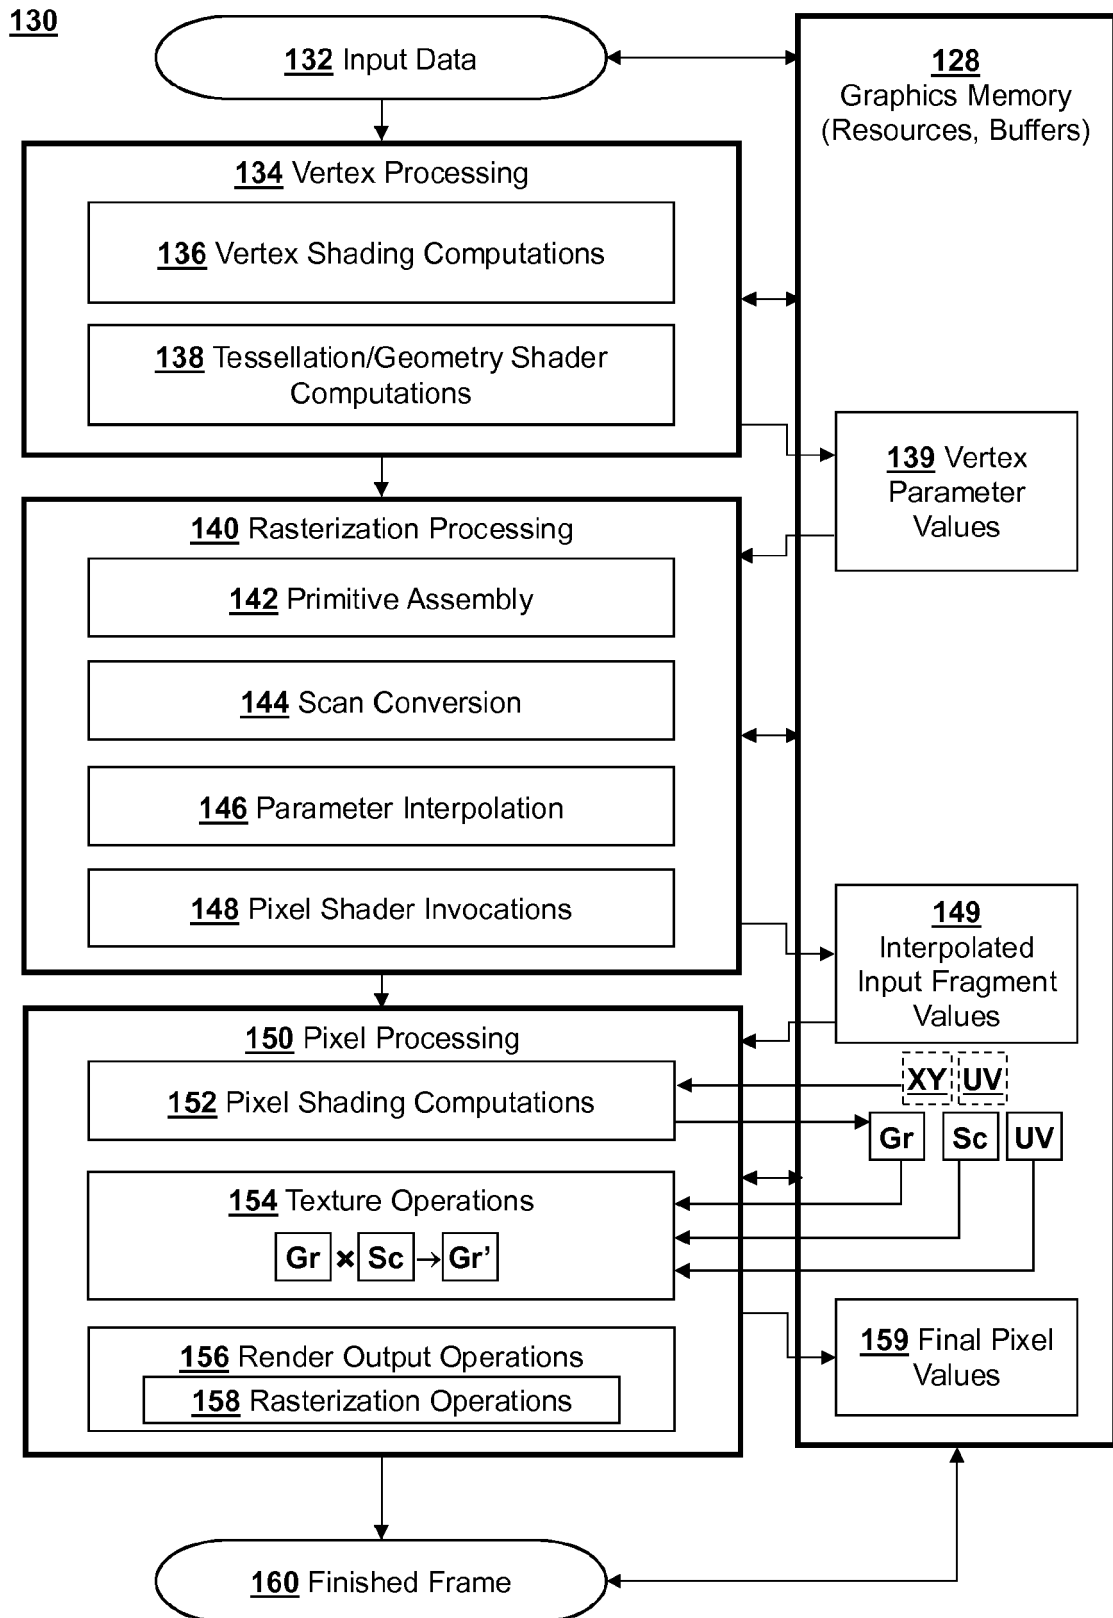 130
132 Input Data
128
Graphics Memory
(Resources, Buffers)
134 Vertex Processing
136 Vertex Shading Computations
138 Tessellation/Geometry Shader
Computations
139 Vertex
Parameter
Values
140 Rasterization Processing
142 Primitive Assembly
144 Scan Conversion
146 Parameter Interpolation
148 Pixel Shader Invocations
149
Interpolated
Input Fragment
Values
150 Pixel Processing
152 Pixel Shading Computations
XY UV
Gr Sc UV
154 Texture Operations
Gr × Sc → Gr'
156 Render Output Operations
158 Rasterization Operations
159 Final Pixel
Values
160 Finished Frame